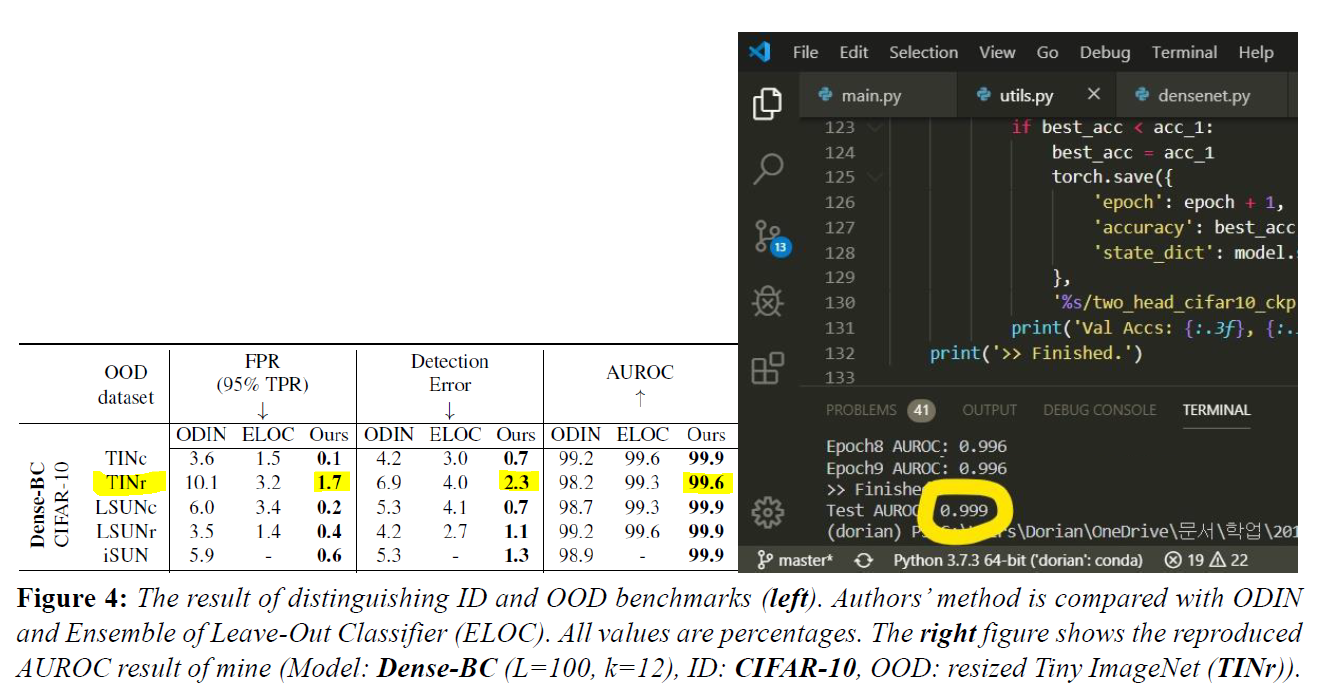 OOD dataset FPR (95% TPR) ↓ Detection Error ↓ AUROC ↑
ODIN ELOC Ours ODIN ELOC Ours ODIN ELOC Ours
Dense-BC CIFAR-10
TINc 3.6 1.5 0.1 4.2 3.0 0.7 99.2 99.6 99.9
TINr 10.1 3.2 1.7 6.9 4.0 2.3 98.2 99.3 99.6
LSUNc 6.0 3.4 0.2 5.3 4.1 0.7 98.7 99.3 99.9
LSUNr 3.5 1.4 0.4 4.2 2.7 1.1 99.2 99.6 99.9
iSUN 5.9 - 0.6 5.3 - 1.3 98.9 - 99.9
File Edit Selection View Go Debug Terminal Help
main.py utils.py × densenet.py
123 if best_acc < acc_1:
124 best_acc = acc_1
125 torch.save({
126 'epoch': epoch + 1,
127 'accuracy': best_acc
128 'state_dict': model.
129 },
130 '%s/two_head_cifar10_ckp
131 print('Val Accs: {:.3f}, {:.
132 print('>> Finished.')
133
13
PROBLEMS 41 OUTPUT DEBUG CONSOLE TERMINAL
Epoch8 AUROC: 0.996
Epoch9 AUROC: 0.996
>> Finishe
Test AUROC 0.999
(dorian) \Dorian\OneDrive\문서\학업\201
master* Python 3.7.3 64-bit ('dorian': conda) 19 22
Figure 4: The result of distinguishing ID and OOD benchmarks (left). Authors' method is compared with ODIN
and Ensemble of Leave-Out Classifier (ELOC). All values are percentages. The right figure shows the reproduced
AUROC result of mine (Model: Dense-BC (L=100, k=12), ID: CIFAR-10, OOD: resized Tiny ImageNet (TINr)).